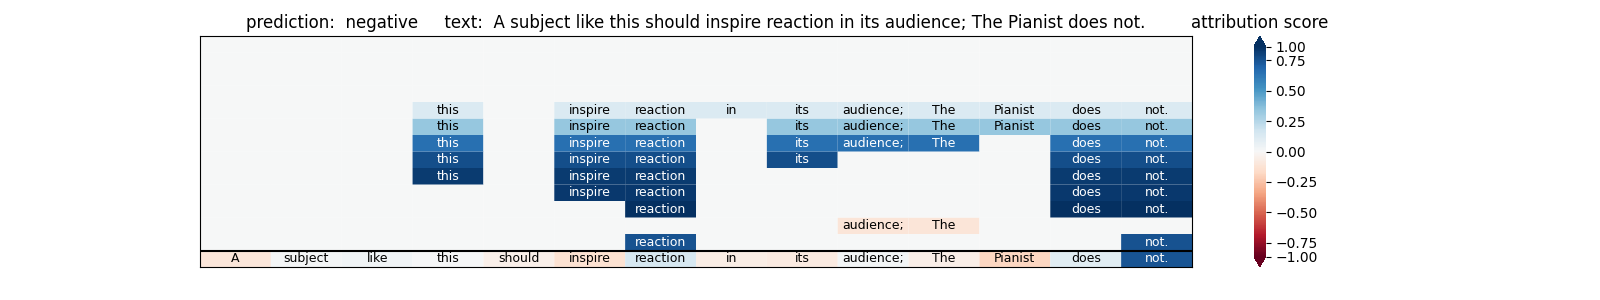 prediction:  negative     text:  A subject like this should inspire reaction in its audience; The Pianist does not.
attribution score
this inspire reaction in its audience; The Pianist does not.
this inspire reaction its audience; The Pianist does not.
this inspire reaction its audience; The does not.
this inspire reaction its does not.
this inspire reaction does not.
inspire reaction does not.
reaction does not.
audience; The
reaction not.
A subject like this should inspire reaction in its audience; The Pianist does not.
1.00
0.75
0.50
0.25
0.00
−0.25
−0.50
−0.75
−1.00